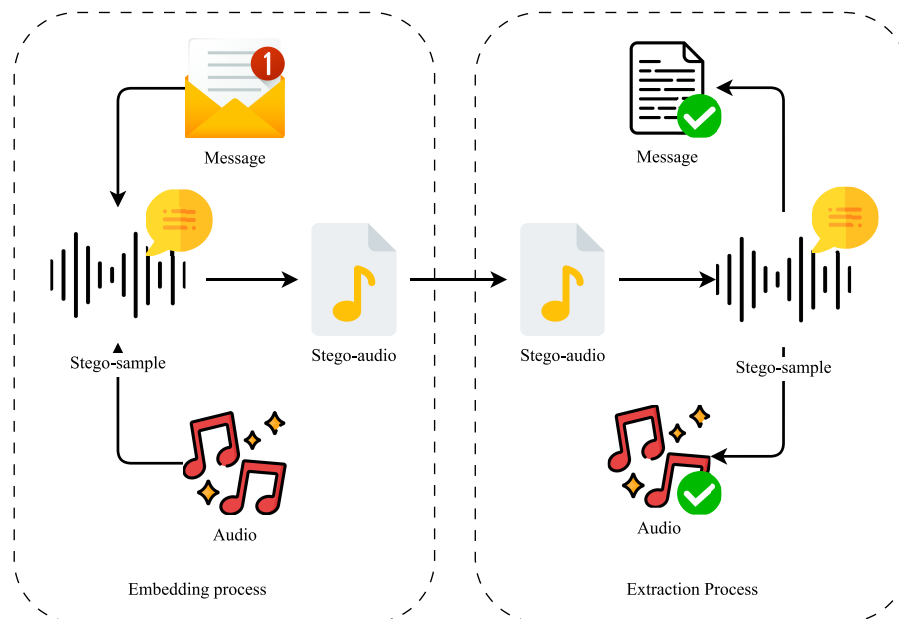 1
Message
Stego-sample
Stego-audio
Audio
Embedding process
Message
Stego-audio
Stego-sample
Audio
Extraction Process